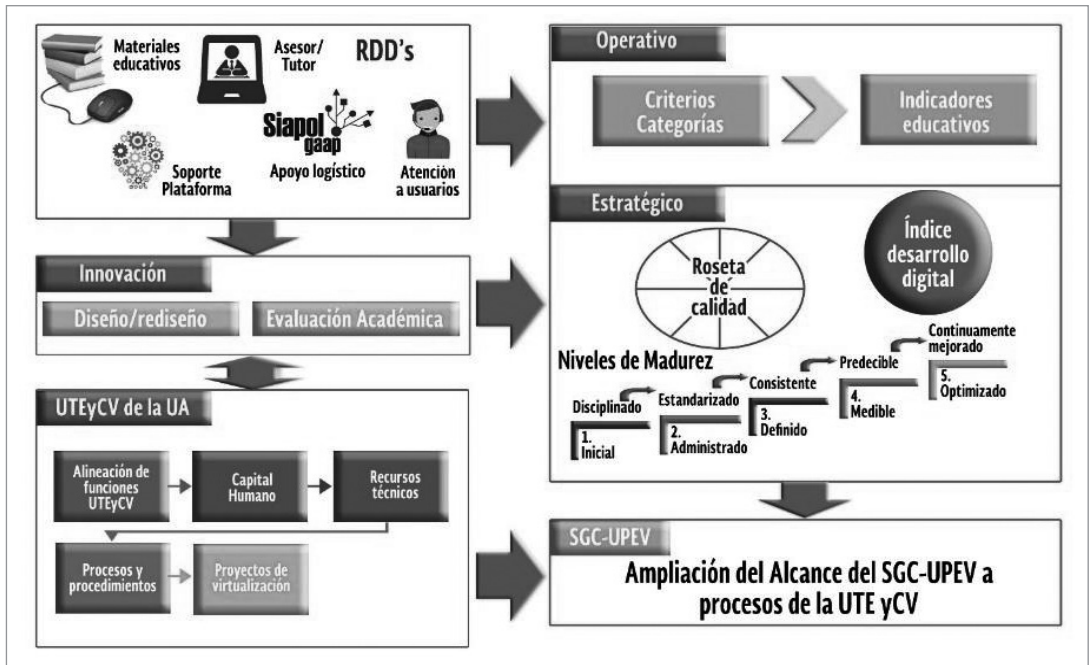 Materiales
educativos
Asesor/
Tutor
RDD's
Soporte
Plataforma
Siapol
gaap
Apoyo logístico
Atención
a usuarios
Innovación
Diseño/rediseño
Evaluación Académica
UTEyCV de la UA
Alineación de
funciones
UTEyCV
Capital
Humano
Recursos
técnicos
Procesos y
procedimientos
Proyectos de
virtualización
Operativo
Criterios
Categorías
Indicadores
educativos
Estratégico
Roseta
de
calidad
Índice
desarrollo
digital
Niveles de Madurez
Disciplinado
Estandarizado
Consistente
Predecible
Continuamente
mejorado
1.
Inicial
2.
Administrado
3.
Definido
4.
Medible
5.
Optimizado
SGC-UPEV
Ampliación del Alcance del SGC-UPEV a
procesos de la UTE yCV